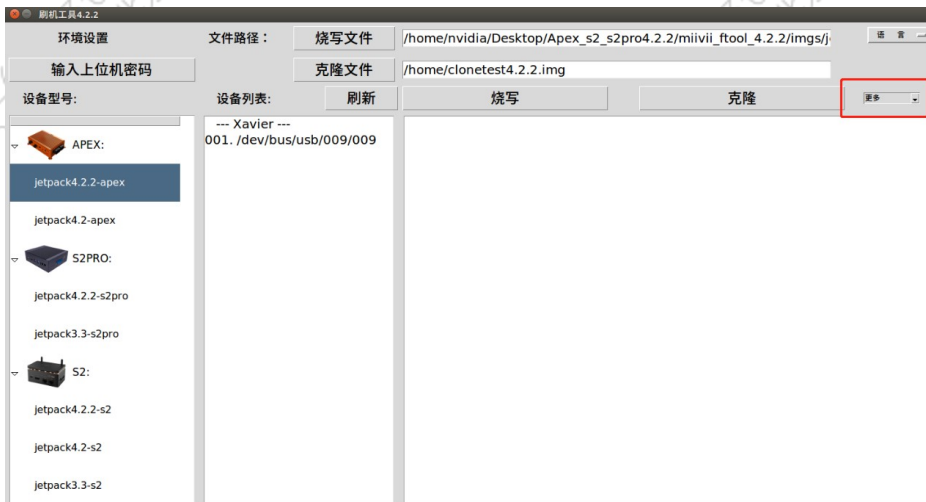 刷机工具4.2.2
环境设置 文件路径： 烧写文件 /home/nvidia/Desktop/Apex_s2_s2pro4.2.2/miivii_ftool_4.2.2/imgs/j 语 言
输入上位机密码 克隆文件 /home/clonetest4.2.2.img
设备型号: 设备列表: 刷新 烧写 克隆 更多
--- Xavier ---
001. /dev/bus/usb/009/009
APEX:
jetpack4.2.2-apex
jetpack4.2-apex
S2PRO:
jetpack4.2.2-s2pro
jetpack3.3-s2pro
S2:
jetpack4.2.2-s2
jetpack4.2-s2
jetpack3.3-s2